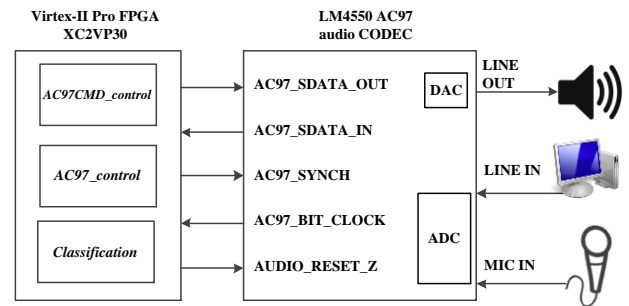 Virtex-II Pro FPGA
XC2VP30
LM4550 AC97
audio CODEC
AC97CMD_control
AC97_control
Classification
AC97_SDATA_OUT
AC97_SDATA_IN
AC97_SYNCH
AC97_BIT_CLOCK
AUDIO_RESET_Z
DAC
ADC
LINE
OUT
LINE IN
MIC IN